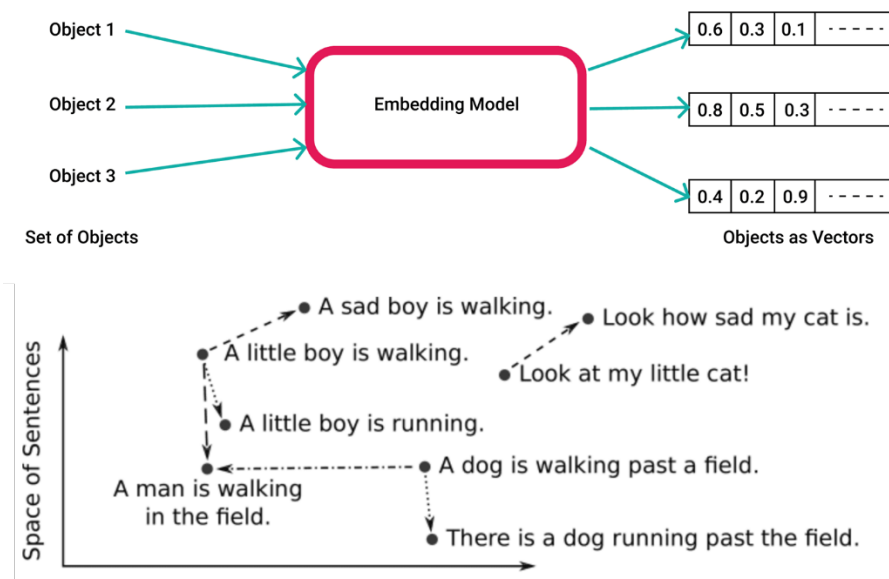 Object 1
Object 2
Object 3
Set of Objects
Embedding Model
0.6 0.3 0.1 -----
0.8 0.5 0.3 -----
0.4 0.2 0.9 -----
Objects as Vectors
Space of Sentences
A sad boy is walking.
A little boy is walking.
A little boy is running.
A man is walking
in the field.
Look how sad my cat is.
Look at my little cat!
A dog is walking past a field.
There is a dog running past the field.